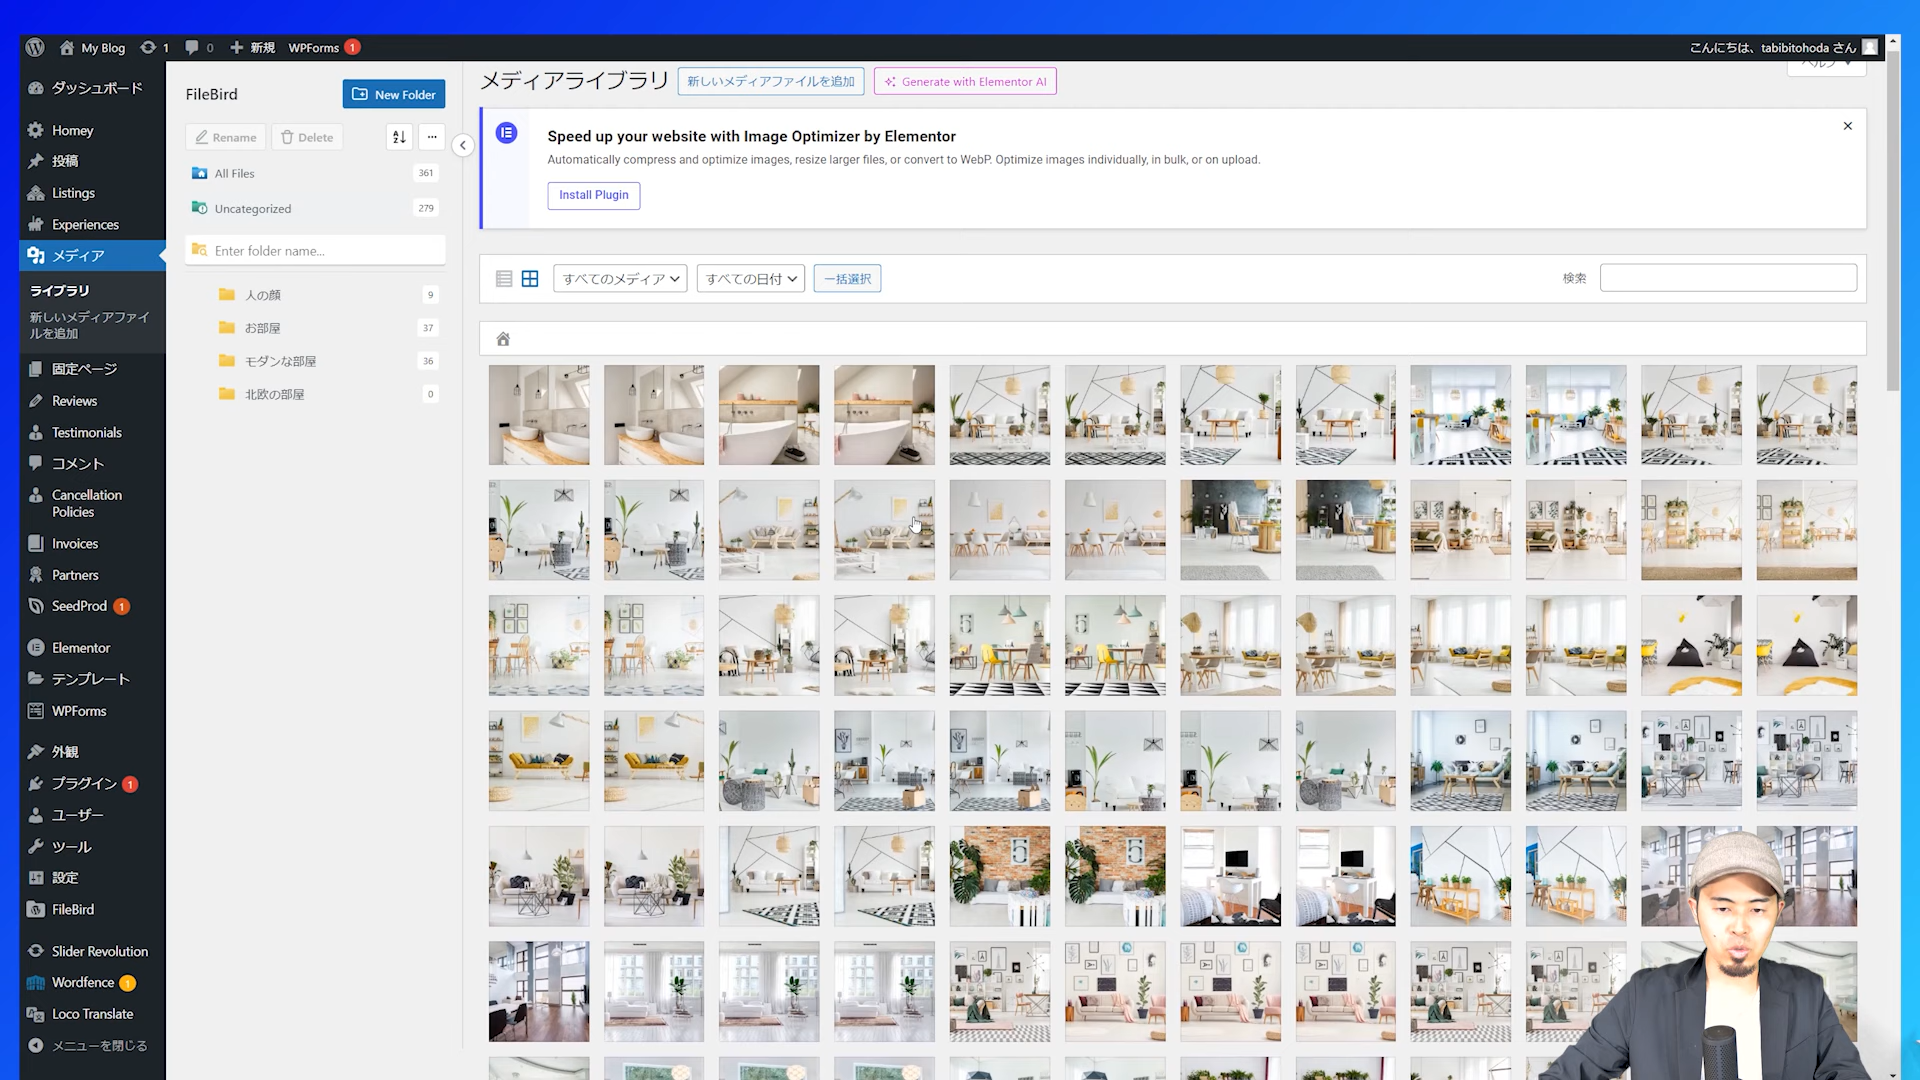 My Blog
1
0
新規
WPForms 1
こんにちは、tabibitohoda さん
ダッシュボード
Homey
投稿
Listings
Experiences
メディア
ライブラリ
新しいメディアファイ
ルを追加
固定ページ
Reviews
Testimonials
コメント
Cancellation
Policies
Invoices
Partners
SeedProd 1
Elementor
テンプレート
WPForms
外観
プラグイン 1
ユーザー
ツール
設定
FileBird
Slider Revolution
Wordfence 1
Loco Translate
メニューを閉じる
FileBird
New Folder
Rename
Delete
All Files 361
Uncategorized 279
Enter folder name...
人の顔 9
お部屋 37
モダンな部屋 36
北欧の部屋 0
メディアライブラリ
新しいメディアファイルを追加
Generate with Elementor AI
ヘルプ
Speed up your website with Image Optimizer by Elementor
Automatically compress and optimize images, resize larger files, or convert to WebP. Optimize images individually, in bulk, or on upload.
Install Plugin
すべてのメディア
すべての日付
一括選択
検索